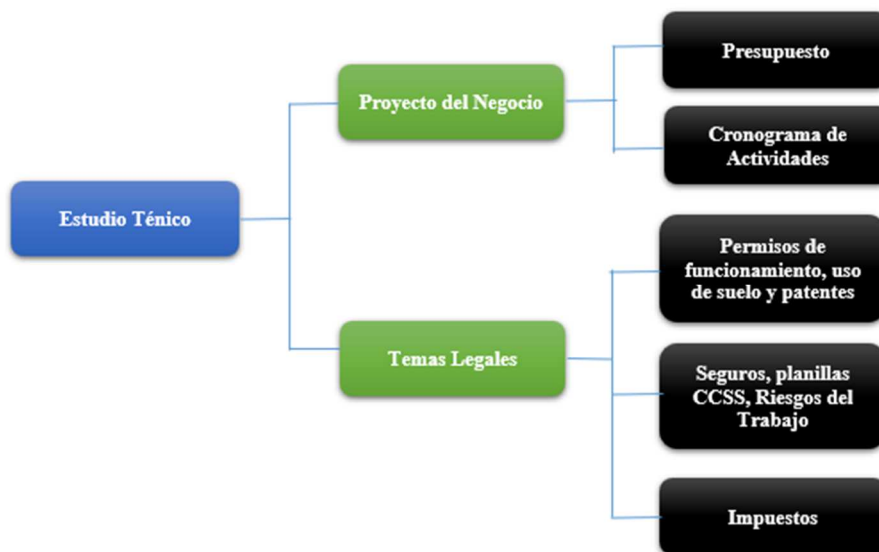 Estudio Ténico
Proyecto del Negocio
Presupuesto
Cronograma de
Actividades
Temas Legales
Permisos de
funcionamiento, uso
de suelo y patentes
Seguros, planillas
CCSS, Riesgos del
Trabajo
Impuestos